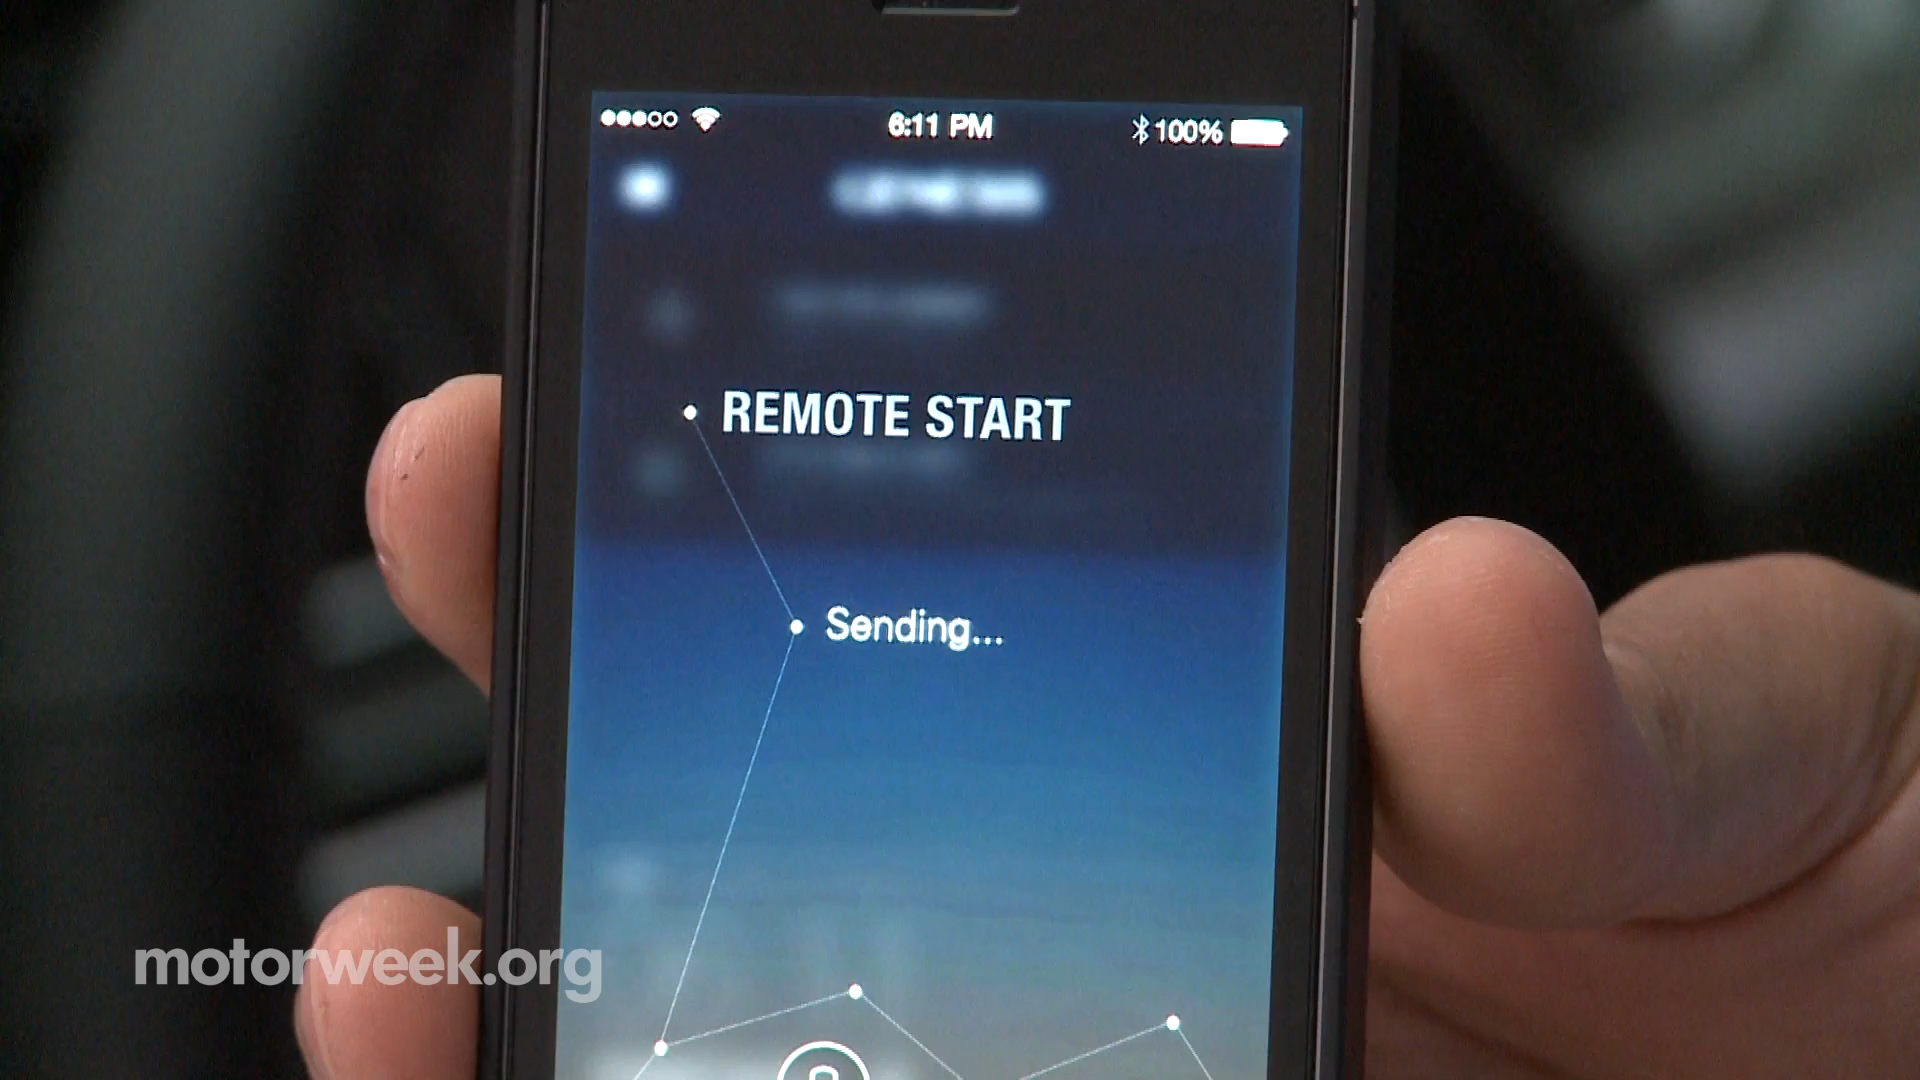 6:11 PM
100%
REMOTE START
Sending...
motorweek.org